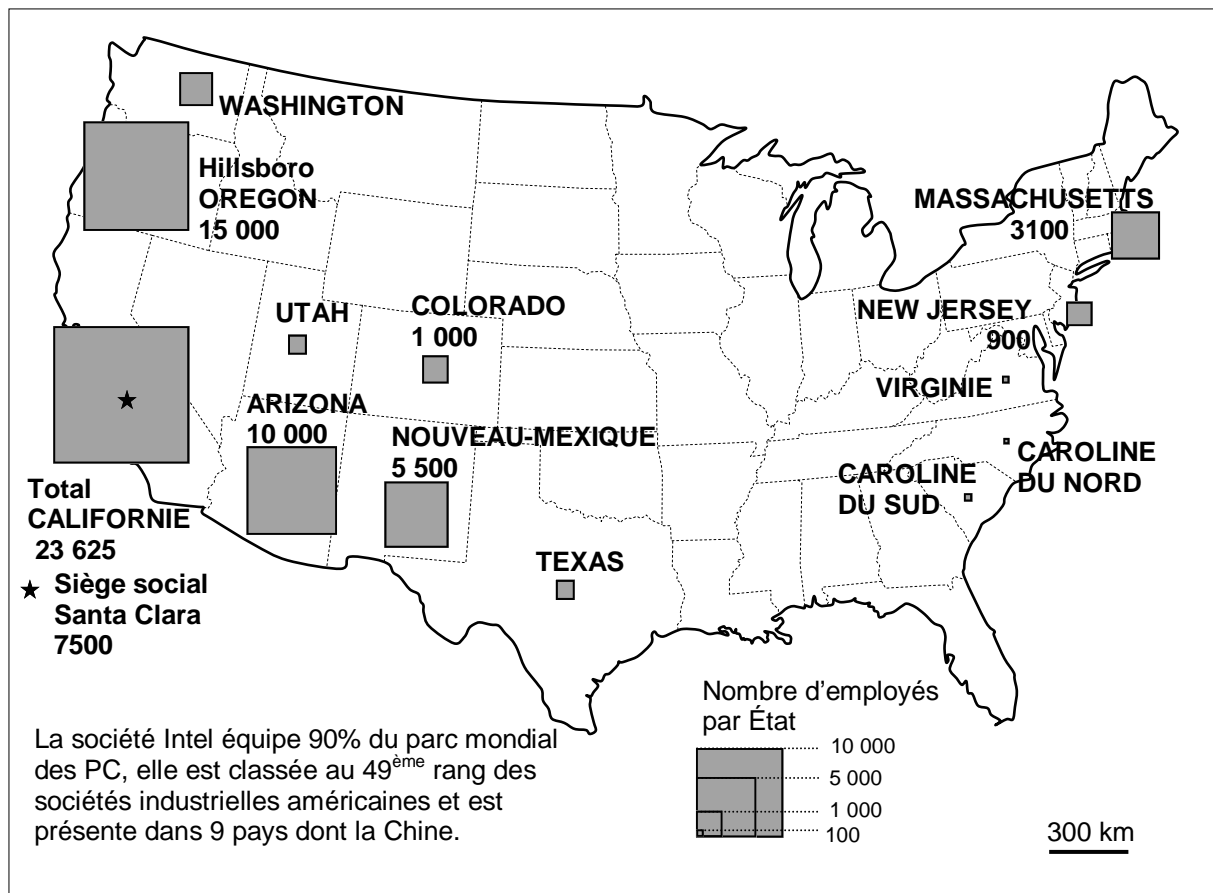 WASHINGTON
Hillsboro
OREGON
15 000
MASSACHUSETTS
3100
UTAH
COLORADO
1 000
NEW JERSEY
900
VIRGINIE
ARIZONA
10 000
NOUVEAU-MEXIQUE
5 500
CAROLINE
DU NORD
CAROLINE
DU SUD
Total
CALIFORNIE
23 625
Siège social
Santa Clara
7500
TEXAS
Nombre d’employés
par État
10 000
5 000
1 000
100
300 km
La société Intel équipe 90% du parc mondial
des PC, elle est classée au 49ème rang des
sociétés industrielles américaines et est
présente dans 9 pays dont la Chine.